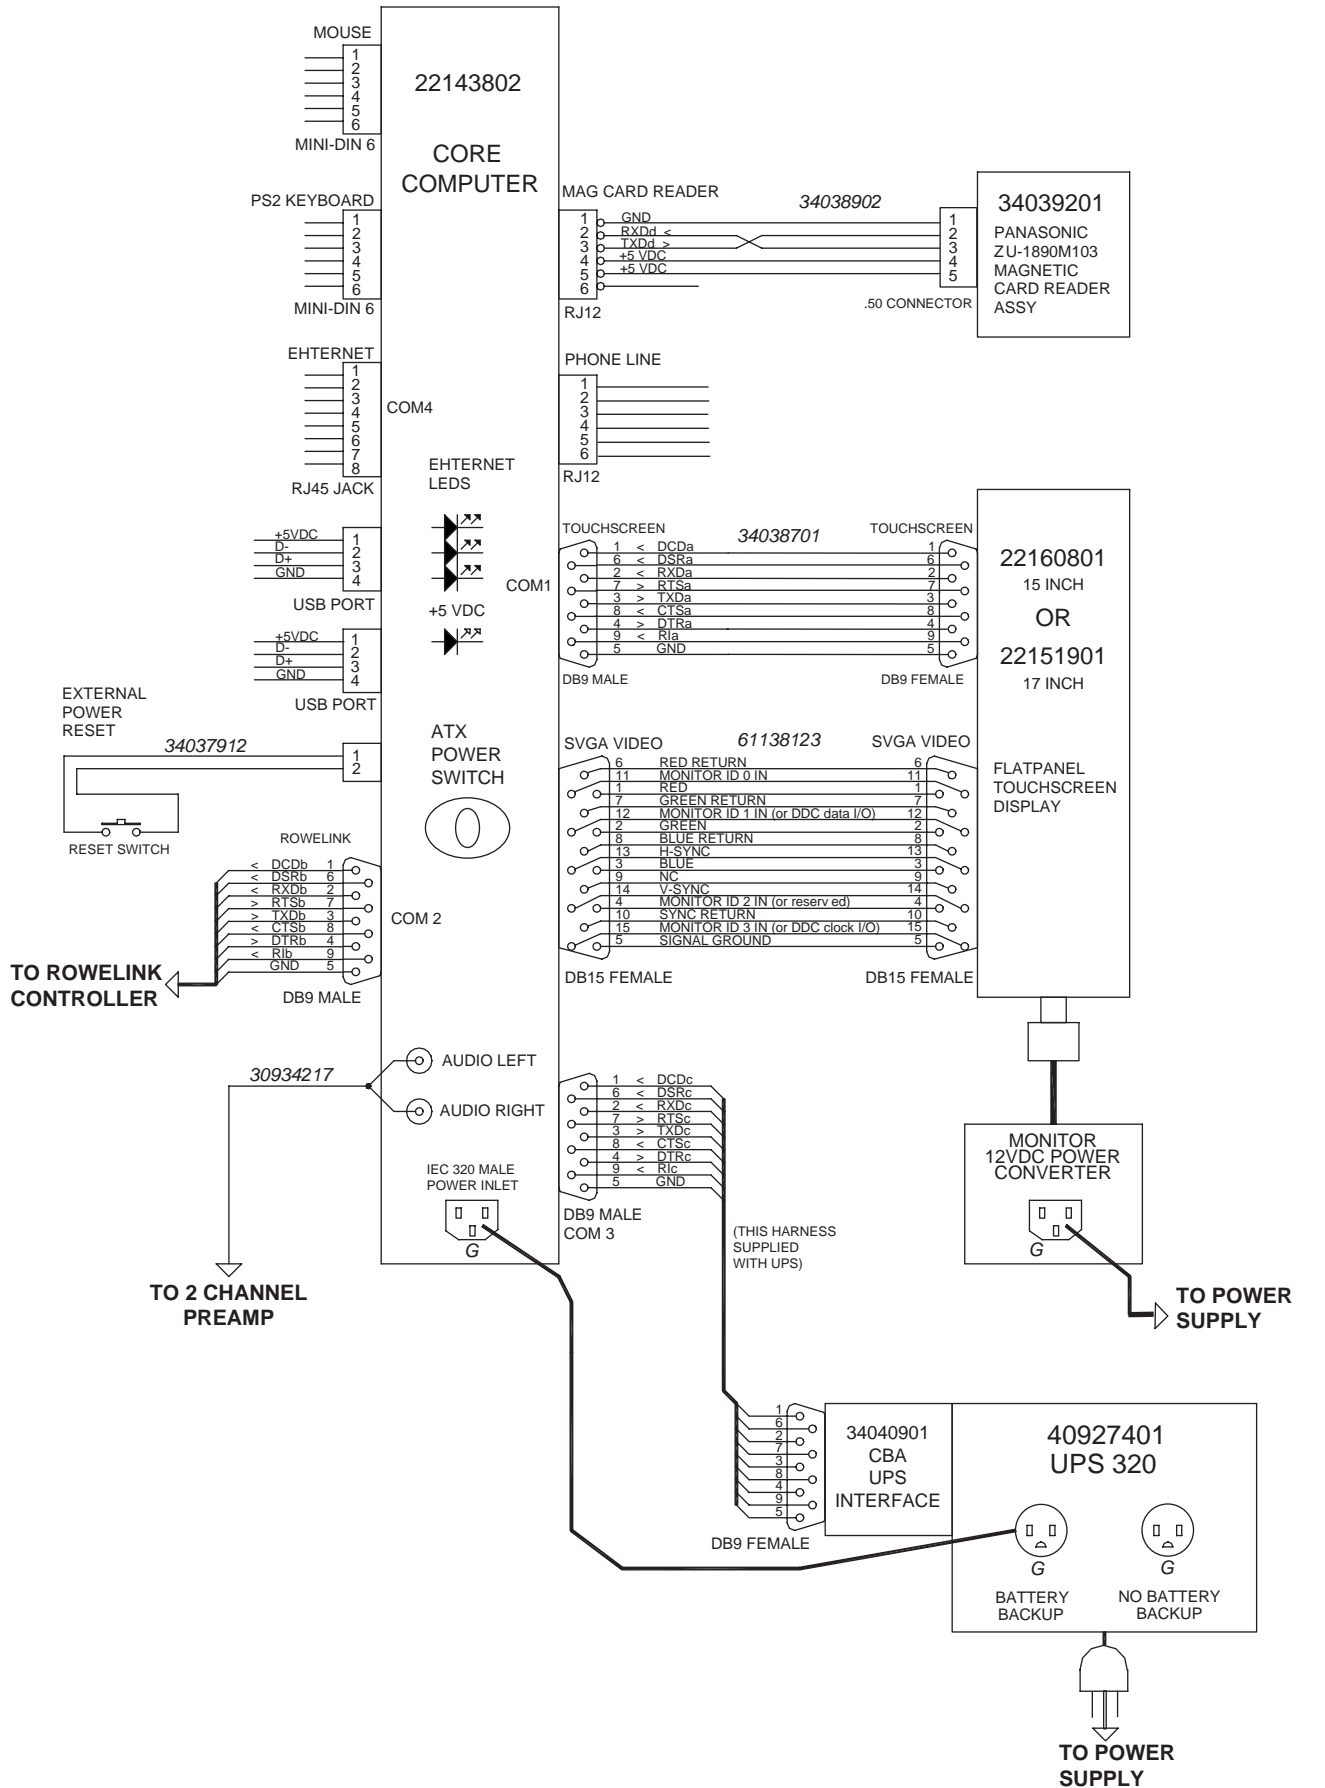 MOUSE
1
2
3
4
5
6
MINI-DIN 6
22143802
CORE
COMPUTER
PS2 KEYBOARD
1
2
3
4
5
6
MINI-DIN 6
MAG CARD READER
34038902
1 GND 1
2 RXDd < 2
3 TXDd > 3
4 +5 VDC 4
5 +5 VDC 5
6
RJ12
.50 CONNECTOR
34039201
PANASONIC
ZU-1890M103
MAGNETIC
CARD READER
ASSY
EHTERNET
1
2
3
4
5
6
7
8
COM4
RJ45 JACK
PHONE LINE
1
2
3
4
5
6
RJ12
EHTERNET
LEDS
+5 VDC
+5VDC 1
D- 2
D+ 3
GND 4
USB PORT
+5VDC 1
D- 2
D+ 3
GND 4
USB PORT
TOUCHSCREEN
34038701
TOUCHSCREEN
COM1
1 < DCDa 1
6 < DSRa 6
2 < RXDa 2
7 > RTSa 7
3 > TXDa 3
8 < CTSa 8
4 > DTRa 4
9 < RIa 9
5 GND 5
DB9 MALE
DB9 FEMALE
22160801
15 INCH
OR
22151901
17 INCH
FLATPANEL
TOUCHSCREEN
DISPLAY
EXTERNAL
POWER
RESET
34037912
1
2
RESET SWITCH
ATX
POWER
SWITCH
SVGA VIDEO
61138123
SVGA VIDEO
6 RED RETURN 6
11 MONITOR ID 0 IN 11
1 RED 1
7 GREEN RETURN 7
12 MONITOR ID 1 IN (or DDC data I/O) 12
2 GREEN 2
8 BLUE RETURN 8
13 H-SYNC 13
3 BLUE 3
9 NC 9
14 V-SYNC 14
4 MONITOR ID 2 IN (or reserv ed) 4
10 SYNC RETURN 10
15 MONITOR ID 3 IN (or DDC clock I/O) 15
5 SIGNAL GROUND 5
DB15 FEMALE
DB15 FEMALE
ROWELINK
< DCDb 1
< DSRb 6
< RXDb 2
> RTSb 7
> TXDb 3
< CTSb 8
> DTRb 4
< RIb 9
GND 5
COM 2
DB9 MALE
TO ROWELINK
CONTROLLER
30934217
AUDIO LEFT
AUDIO RIGHT
TO 2 CHANNEL
PREAMP
IEC 320 MALE
POWER INLET
G
1 < DCDc
6 < DSRc
2 < RXDc
7 > RTSc
3 > TXDc
8 < CTSc
4 > DTRc
9 < RIc
5 GND
DB9 MALE
COM 3
(THIS HARNESS
SUPPLIED
WITH UPS)
MONITOR
12VDC POWER
CONVERTER
G
TO POWER
SUPPLY
1
6
2
7
3
8
4
9
5
DB9 FEMALE
34040901
CBA
UPS
INTERFACE
40927401
UPS 320
G
BATTERY
BACKUP
G
NO BATTERY
BACKUP
TO POWER
SUPPLY